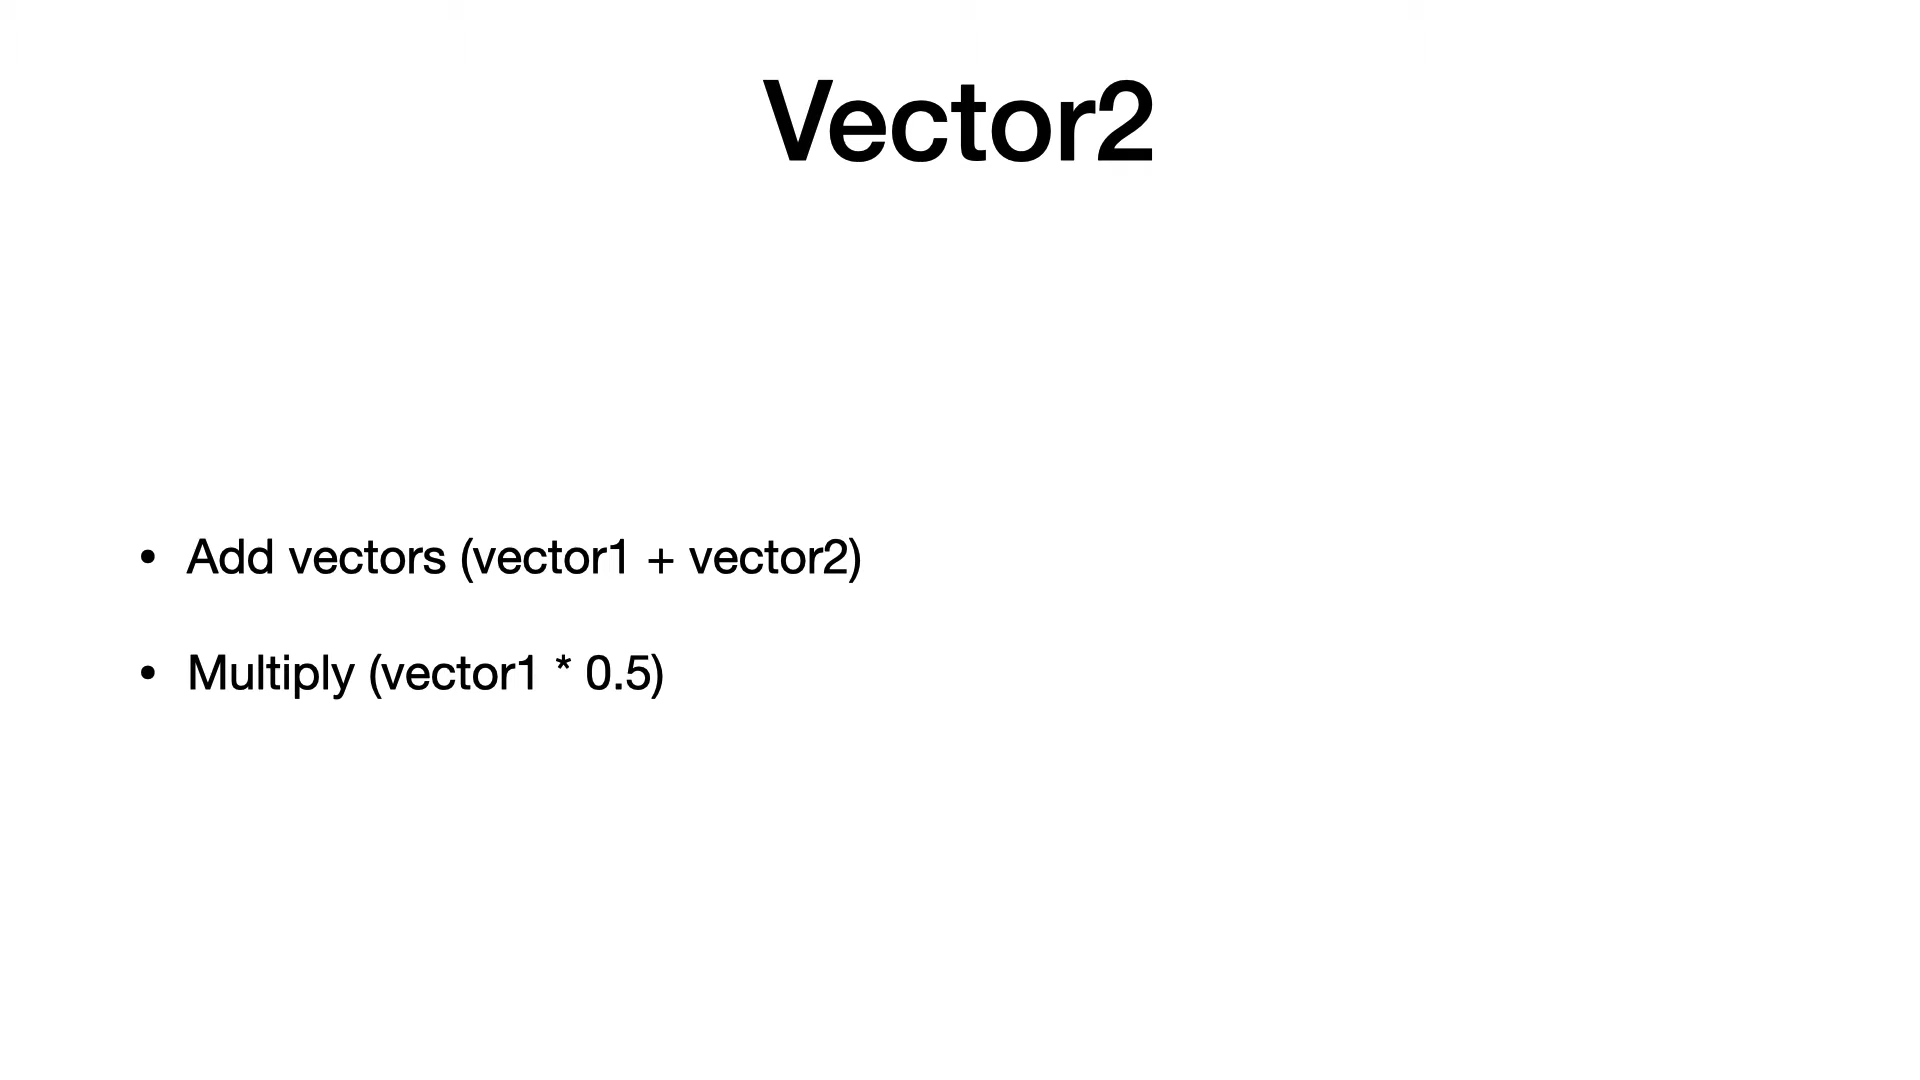 Vector2
• Add vectors (vector1 + vector2)
• Multiply (vector1 * 0.5)